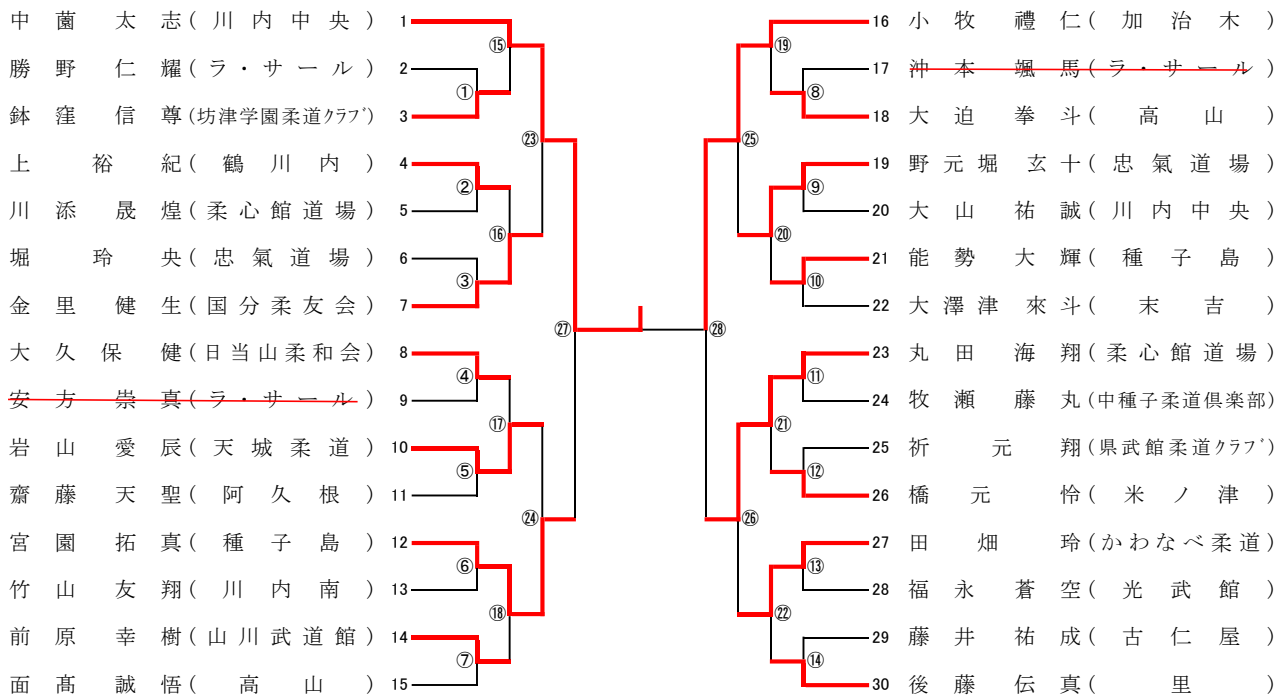 中薗太志(川内中央) 1
勝野仁耀(ラ・サール) 2
鉢窪信尊(坊津学園柔道クラブ) 3
上裕紀(鶴川内) 4
川添晟煌(柔心館道場) 5
堀玲央(忠氣道場) 6
金里健生(国分柔友会) 7
大久保健(日当山柔和会) 8
安方崇真(ラ・サール) 9
岩山愛辰(天城柔道) 10
齋藤天聖(阿久根) 11
宮園拓真(種子島) 12
竹山友翔(川内南) 13
前原幸樹(山川武道館) 14
面髙誠悟(高山) 15
⑮
①
②
⑯
③
④
⑰
⑤
⑥
⑱
⑦
㉓
㉔
㉗
㉘
㉕
㉖
⑲
⑧
⑨
⑳
⑩
⑪
㉑
⑫
⑬
㉒
⑭
16 小牧禮仁(加治木)
17 沖本颯馬(ラ・サール)
18 大迫拳斗(高山)
19 野元堀玄十(忠氣道場)
20 大山祐誠(川内中央)
21 能勢大輝(種子島)
22 大澤津來斗(末吉)
23 丸田海翔(柔心館道場)
24 牧瀬藤丸(中種子柔道倶楽部)
25 祈元翔(県武館柔道クラブ)
26 橋元怜(米ノ津)
27 田畑玲(かわなべ柔道)
28 福永蒼空(光武館)
29 藤井祐成(古仁屋)
30 後藤伝真(里)